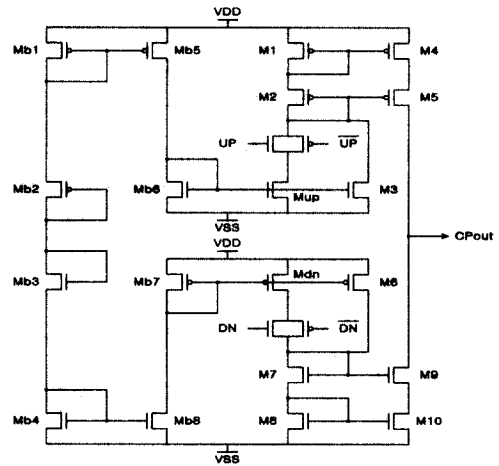 VDD
Mb1
Mb5
M1
M4
M2
M5
UP
UP
Mb2
Mb6
Mup
M3
VSS
CPout
VDD
Mb3
Mb7
Mdn
M6
DN
DN
M7
M9
Mb4
Mb8
M8
M10
VSS